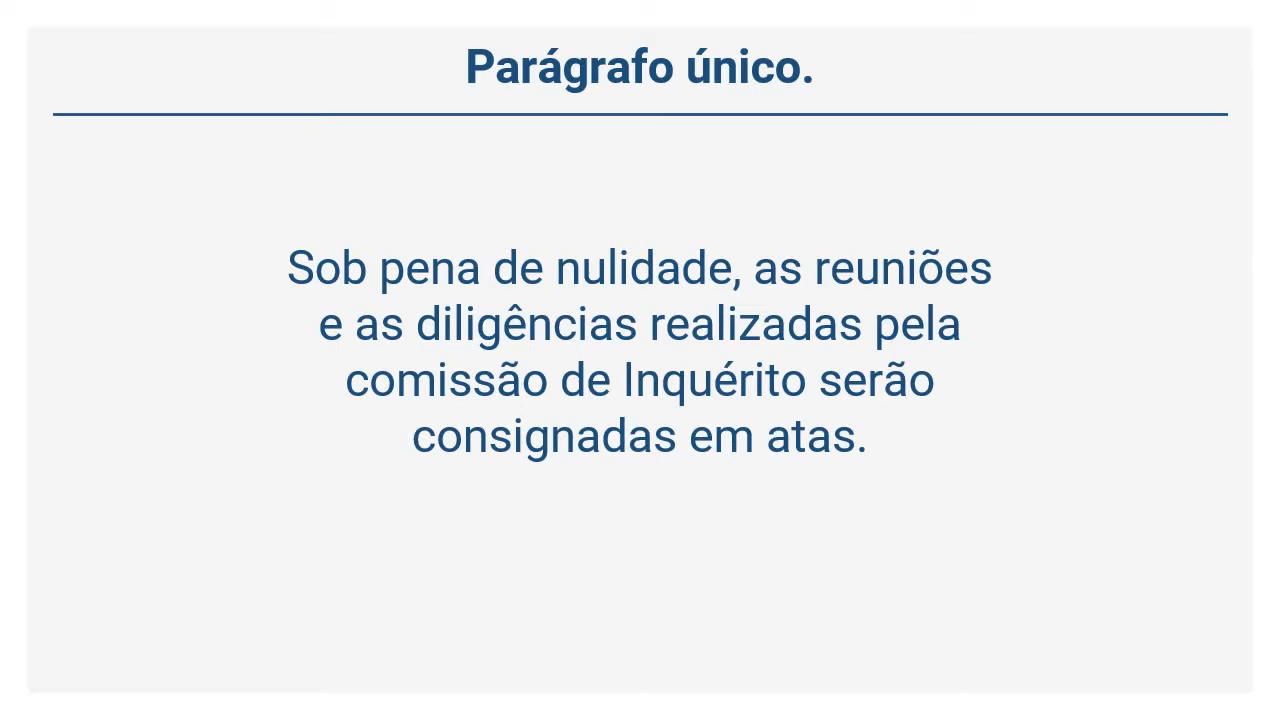 Parágrafo único.
Sob pena de nulidade, as reuniões
e as diligências realizadas pela
comissão de Inquérito serão
consignadas em atas.